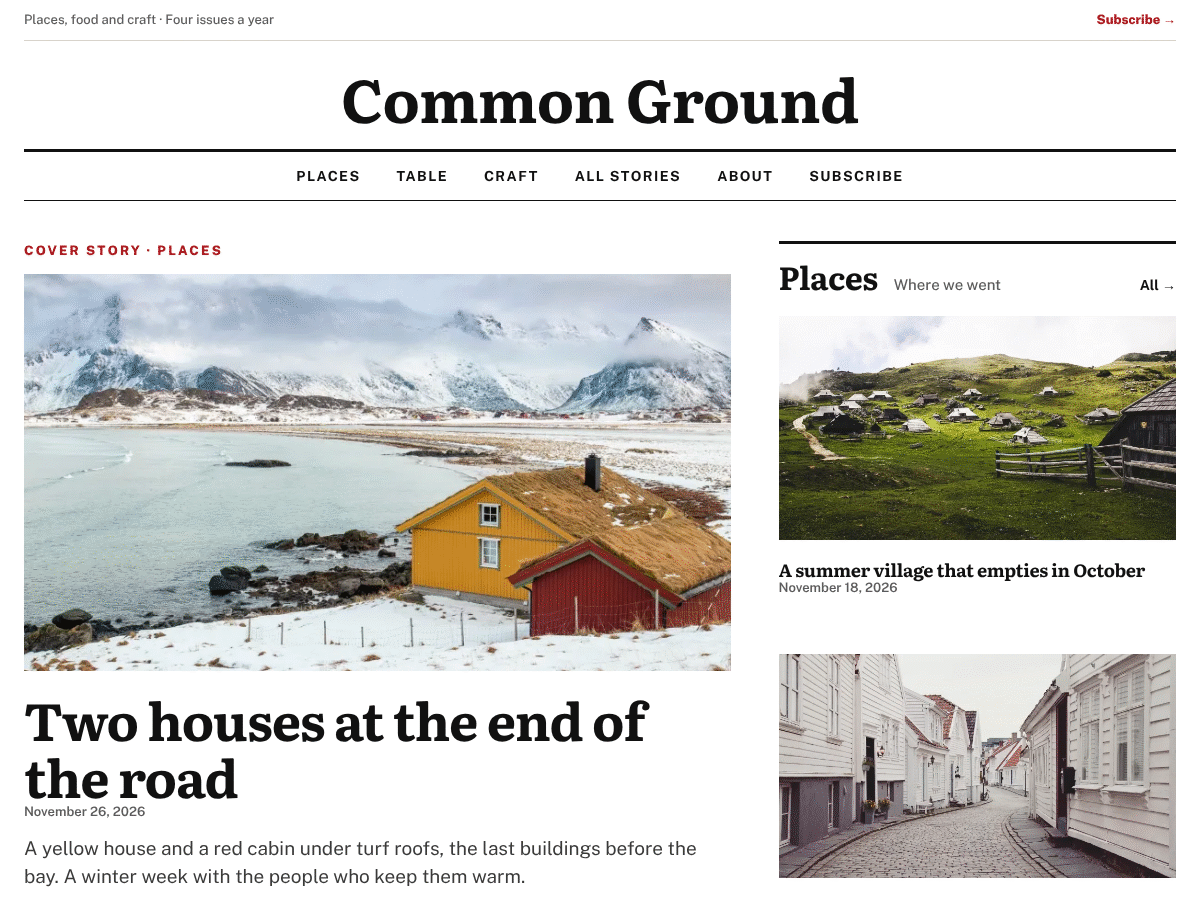 Places, food and craft · Four issues a year
Subscribe →
Common Ground
PLACES TABLE CRAFT ALL STORIES ABOUT SUBSCRIBE
COVER STORY · PLACES
Two houses at the end of
the road
November 26, 2026
A yellow house and a red cabin under turf roofs, the last buildings before the
bay. A winter week with the people who keep them warm.
Places Where we went All →
A summer village that empties in October
November 18, 2026